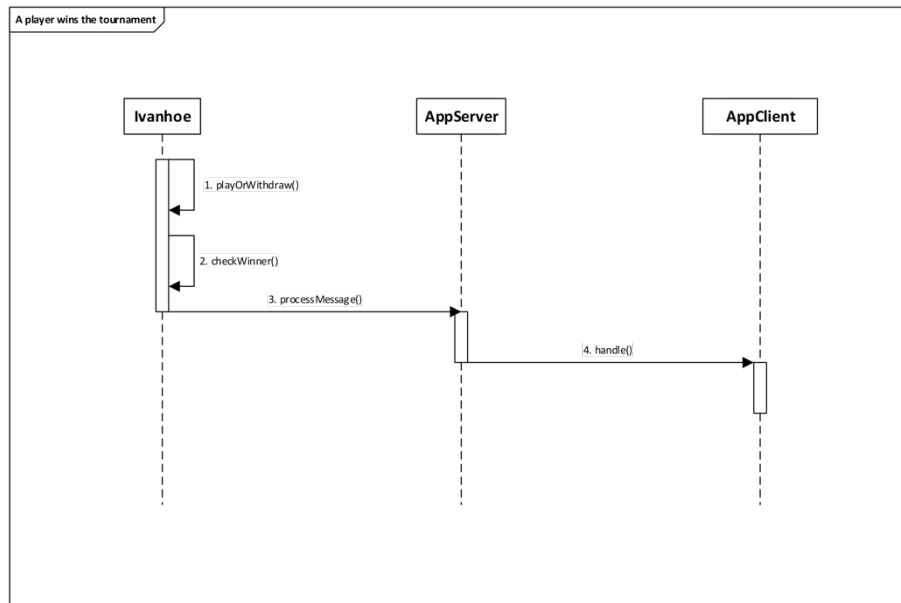 A player wins the tournament
Ivanhoe
AppServer
AppClient
1. playOrWithdraw()
2. checkWinner()
3. processMessage()
4. handle()